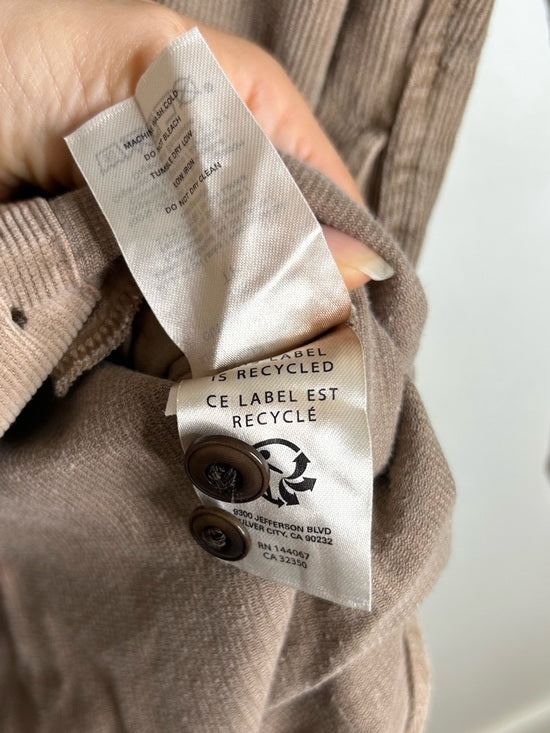 MACHINE WASH COLD
DO NOT BLEACH
TUMBLE DRY LOW
LOW IRON
DO NOT DRY CLEAN
LABEL
IS RECYCLED
CE LABEL EST
RECYCLÉ
9300 JEFFERSON BLVD
CULVER CITY, CA 90232
RN 144067
CA 32350